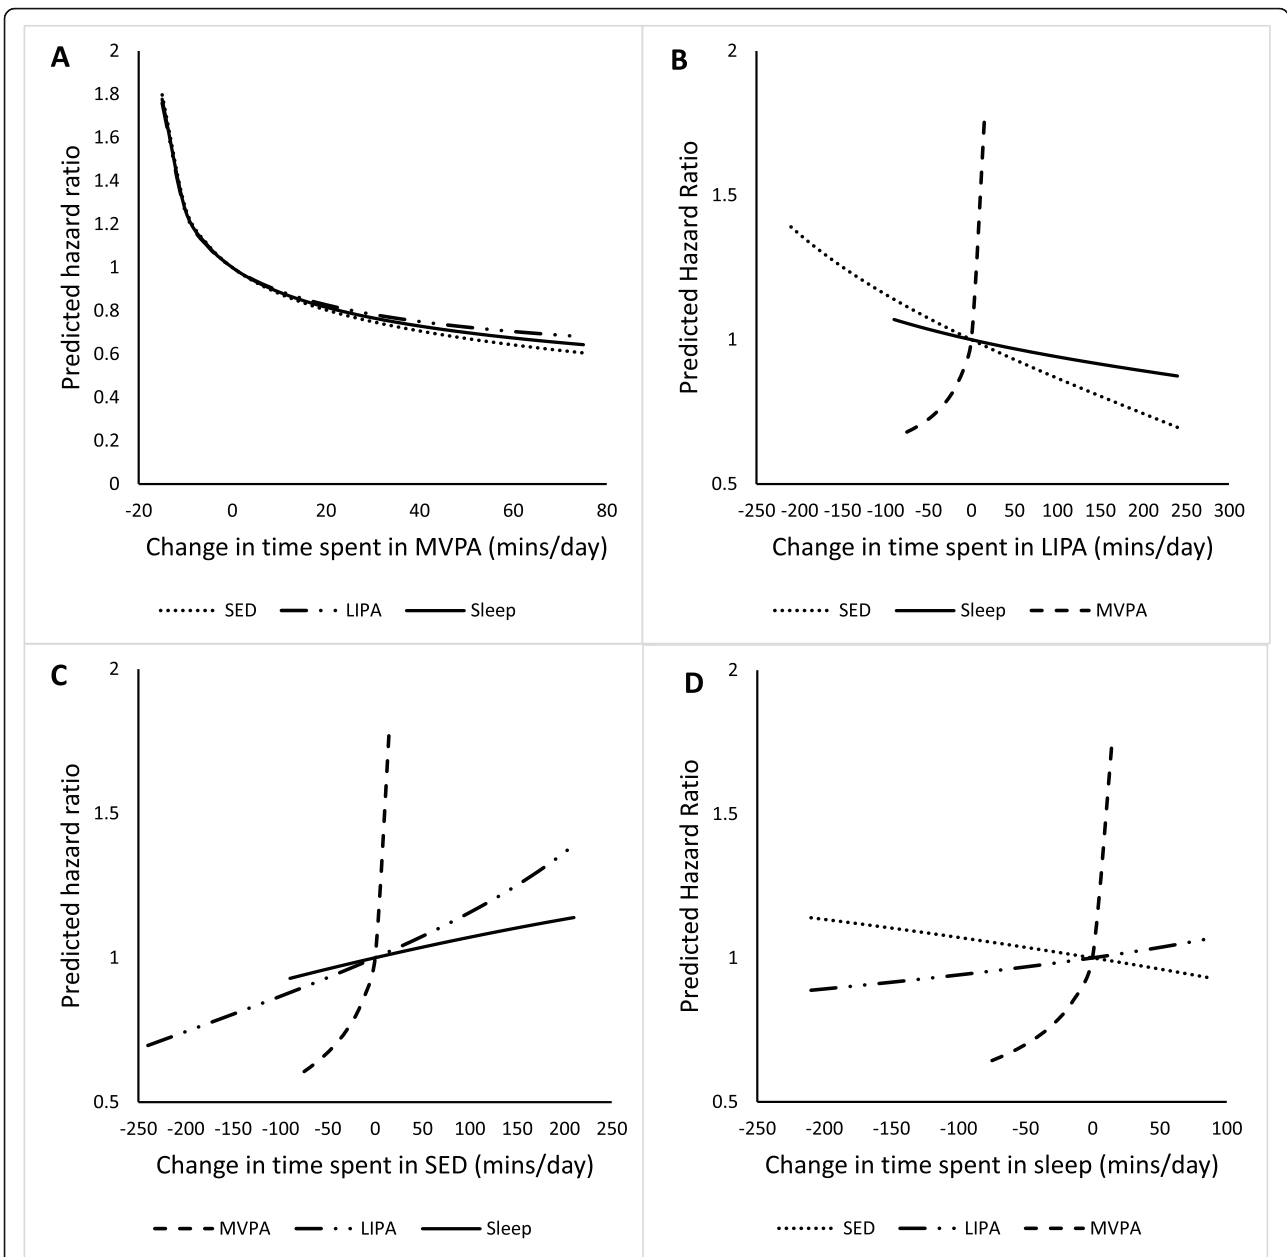 A
2
1.8
1.6
1.4
1.2
1
0.8
0.6
0.4
0.2
0
Predicted hazard ratio
-20 0 20 40 60 80
Change in time spent in MVPA (mins/day)
SED LIPA Sleep
B
2
1.5
1
0.5
Predicted Hazard Ratio
-250 -200 -150 -100 -50 0 50 100 150 200 250 300
Change in time spent in LIPA (mins/day)
SED Sleep MVPA
C
2
1.5
1
0.5
Predicted hazard ratio
-250 -200 -150 -100 -50 0 50 100 150 200 250
Change in time spent in SED (mins/day)
MVPA LIPA Sleep
D
2
1.5
1
0.5
Predicted Hazard Ratio
-250 -200 -150 -100 -50 0 50 100
Change in time spent in sleep (mins/day)
SED LIPA MVPA